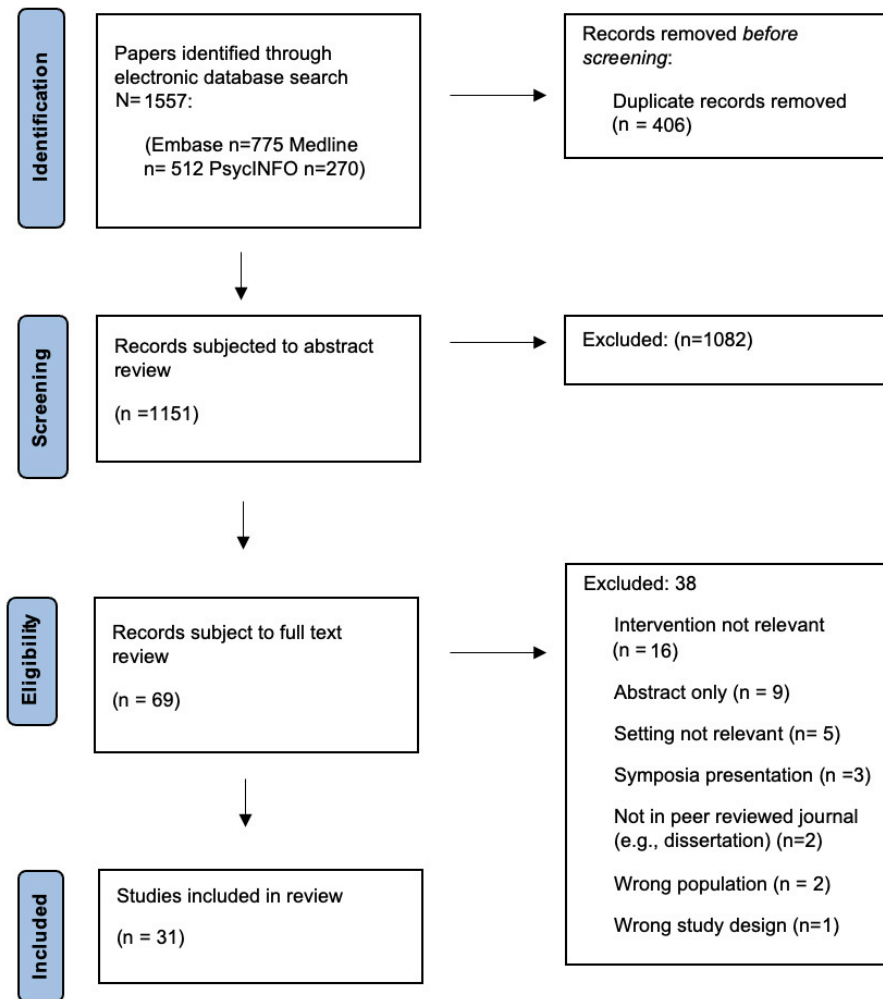 Identification
Papers identified through
electronic database search
N= 1557:
(Embase n=775 Medline
n= 512 PsycINFO n=270)
Records removed before
screening:
Duplicate records removed
(n = 406)
Screening
Records subjected to abstract
review
(n =1151)
Excluded: (n=1082)
Eligibility
Records subject to full text
review
(n = 69)
Excluded: 38
Intervention not relevant
(n = 16)
Abstract only (n = 9)
Setting not relevant (n= 5)
Symposia presentation (n =3)
Not in peer reviewed journal
(e.g., dissertation) (n=2)
Wrong population (n = 2)
Wrong study design (n=1)
Included
Studies included in review
(n = 31)